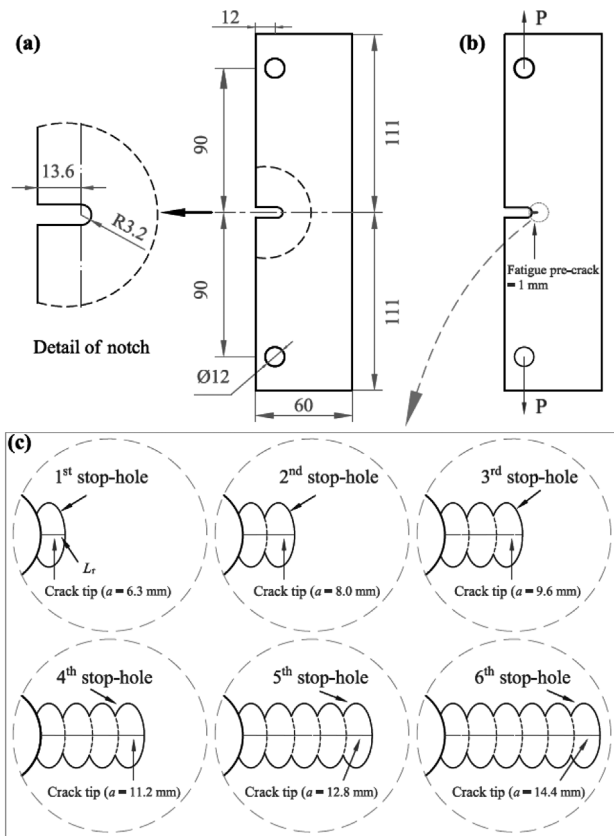 (a)
12
13.6
R3.2
Detail of notch
90
90
111
111
Ø12
60
(b)
P
Fatigue pre-crack
= 1 mm
P
(c)
1st stop-hole
Lr
Crack tip (a = 6.3 mm)
2nd stop-hole
Crack tip (a = 8.0 mm)
3rd stop-hole
Crack tip (a = 9.6 mm)
4th stop-hole
Crack tip (a = 11.2 mm)
5th stop-hole
Crack tip (a = 12.8 mm)
6th stop-hole
Crack tip (a = 14.4 mm)